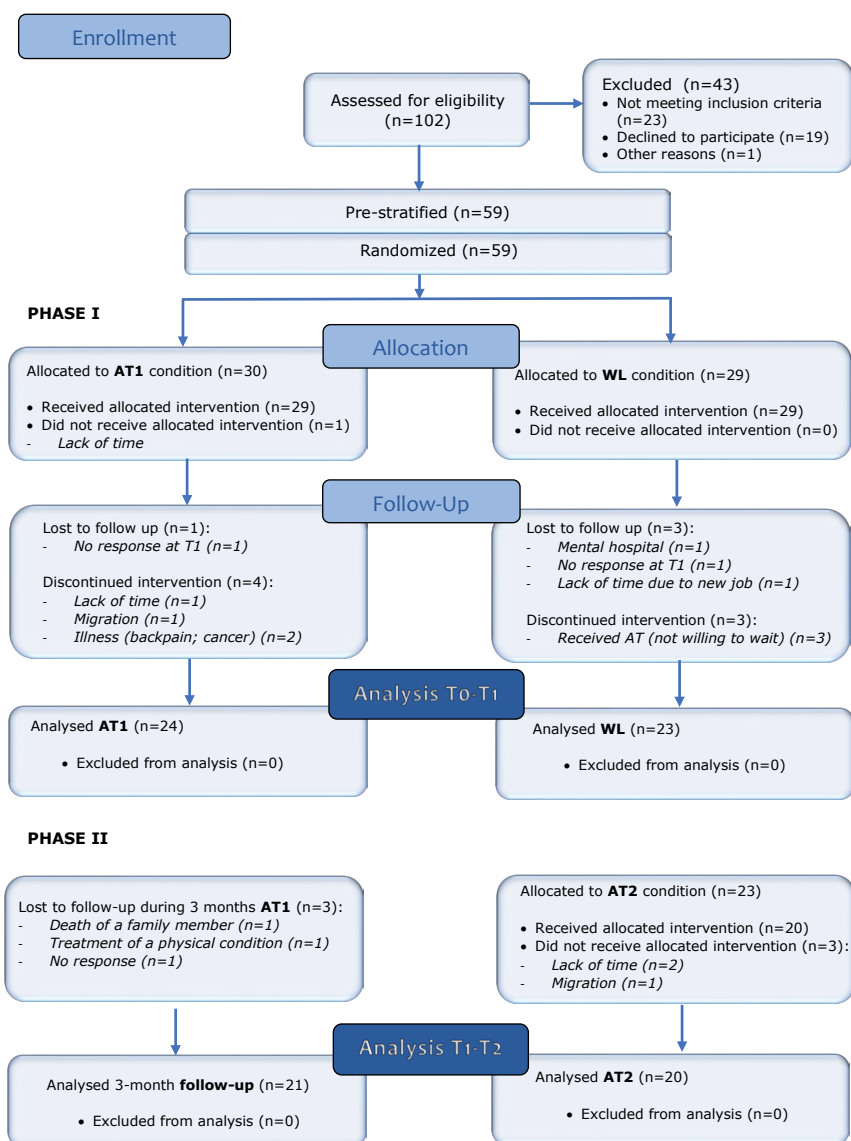 Enrollment
Assessed for eligibility
(n=102)
Excluded (n=43)
• Not meeting inclusion criteria
(n=23)
• Declined to participate (n=19)
• Other reasons (n=1)
Pre-stratified (n=59)
Randomized (n=59)
PHASE I
Allocation
Allocated to AT1 condition (n=30)
• Received allocated intervention (n=29)
• Did not receive allocated intervention (n=1)
- Lack of time
Allocated to WL condition (n=29)
• Received allocated intervention (n=29)
• Did not receive allocated intervention (n=0)
Follow-Up
Lost to follow up (n=1):
- No response at T1 (n=1)
Discontinued intervention (n=4):
- Lack of time (n=1)
- Migration (n=1)
- Illness (backpain; cancer) (n=2)
Lost to follow up (n=3):
- Mental hospital (n=1)
- No response at T1 (n=1)
- Lack of time due to new job (n=1)
Discontinued intervention (n=3):
- Received AT (not willing to wait) (n=3)
Analysis T0-T1
Analysed AT1 (n=24)
• Excluded from analysis (n=0)
Analysed WL (n=23)
• Excluded from analysis (n=0)
PHASE II
Lost to follow-up during 3 months AT1 (n=3):
- Death of a family member (n=1)
- Treatment of a physical condition (n=1)
- No response (n=1)
Allocated to AT2 condition (n=23)
• Received allocated intervention (n=20)
• Did not receive allocated intervention (n=3):
- Lack of time (n=2)
- Migration (n=1)
Analysis T1-T2
Analysed 3-month follow-up (n=21)
• Excluded from analysis (n=0)
Analysed AT2 (n=20)
• Excluded from analysis (n=0)